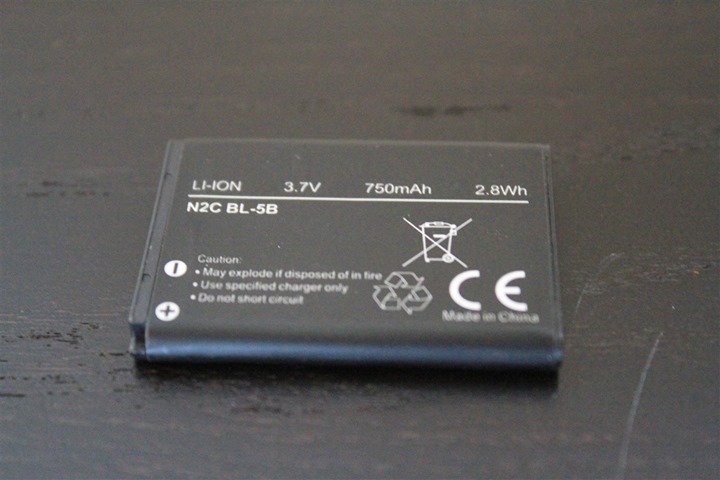 LI-ION 3.7V 750mAh 2.8Wh
N2C BL-5B
Caution:
• May explode if disposed of in fire
• Use specified charger only
• Do not short circuit
CE
Made in China